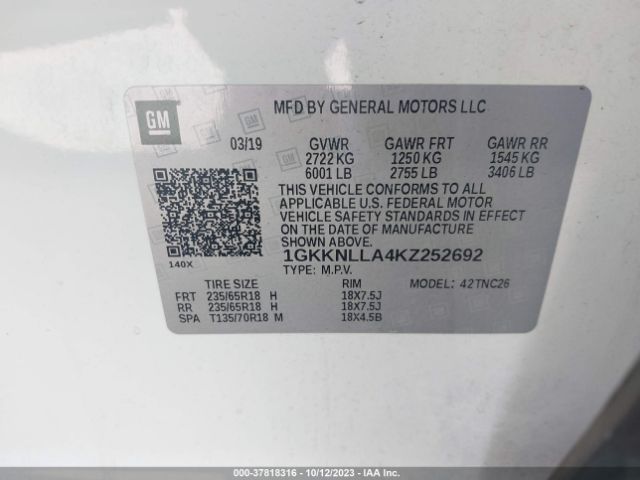 GM
MFD BY GENERAL MOTORS LLC
03/19 GVWR GAWR FRT GAWR RR
2722 KG 1250 KG 1545 KG
6001 LB 2755 LB 3406 LB
THIS VEHICLE CONFORMS TO ALL
APPLICABLE U.S. FEDERAL MOTOR
VEHICLE SAFETY STANDARDS IN EFFECT
ON THE DATE OF MANUFACTURE
SHOWN ABOVE.
140X
1GKKNLLA4KZ252692
TYPE: M.P.V.
TIRE SIZE RIM MODEL: 42TNC26
FRT 235/65R18 H 18X7.5J
RR 235/65R18 H 18X7.5J
SPA T135/70R18 M 18X4.5B
000-37818316 - 10/12/2023 - IAAI.COM